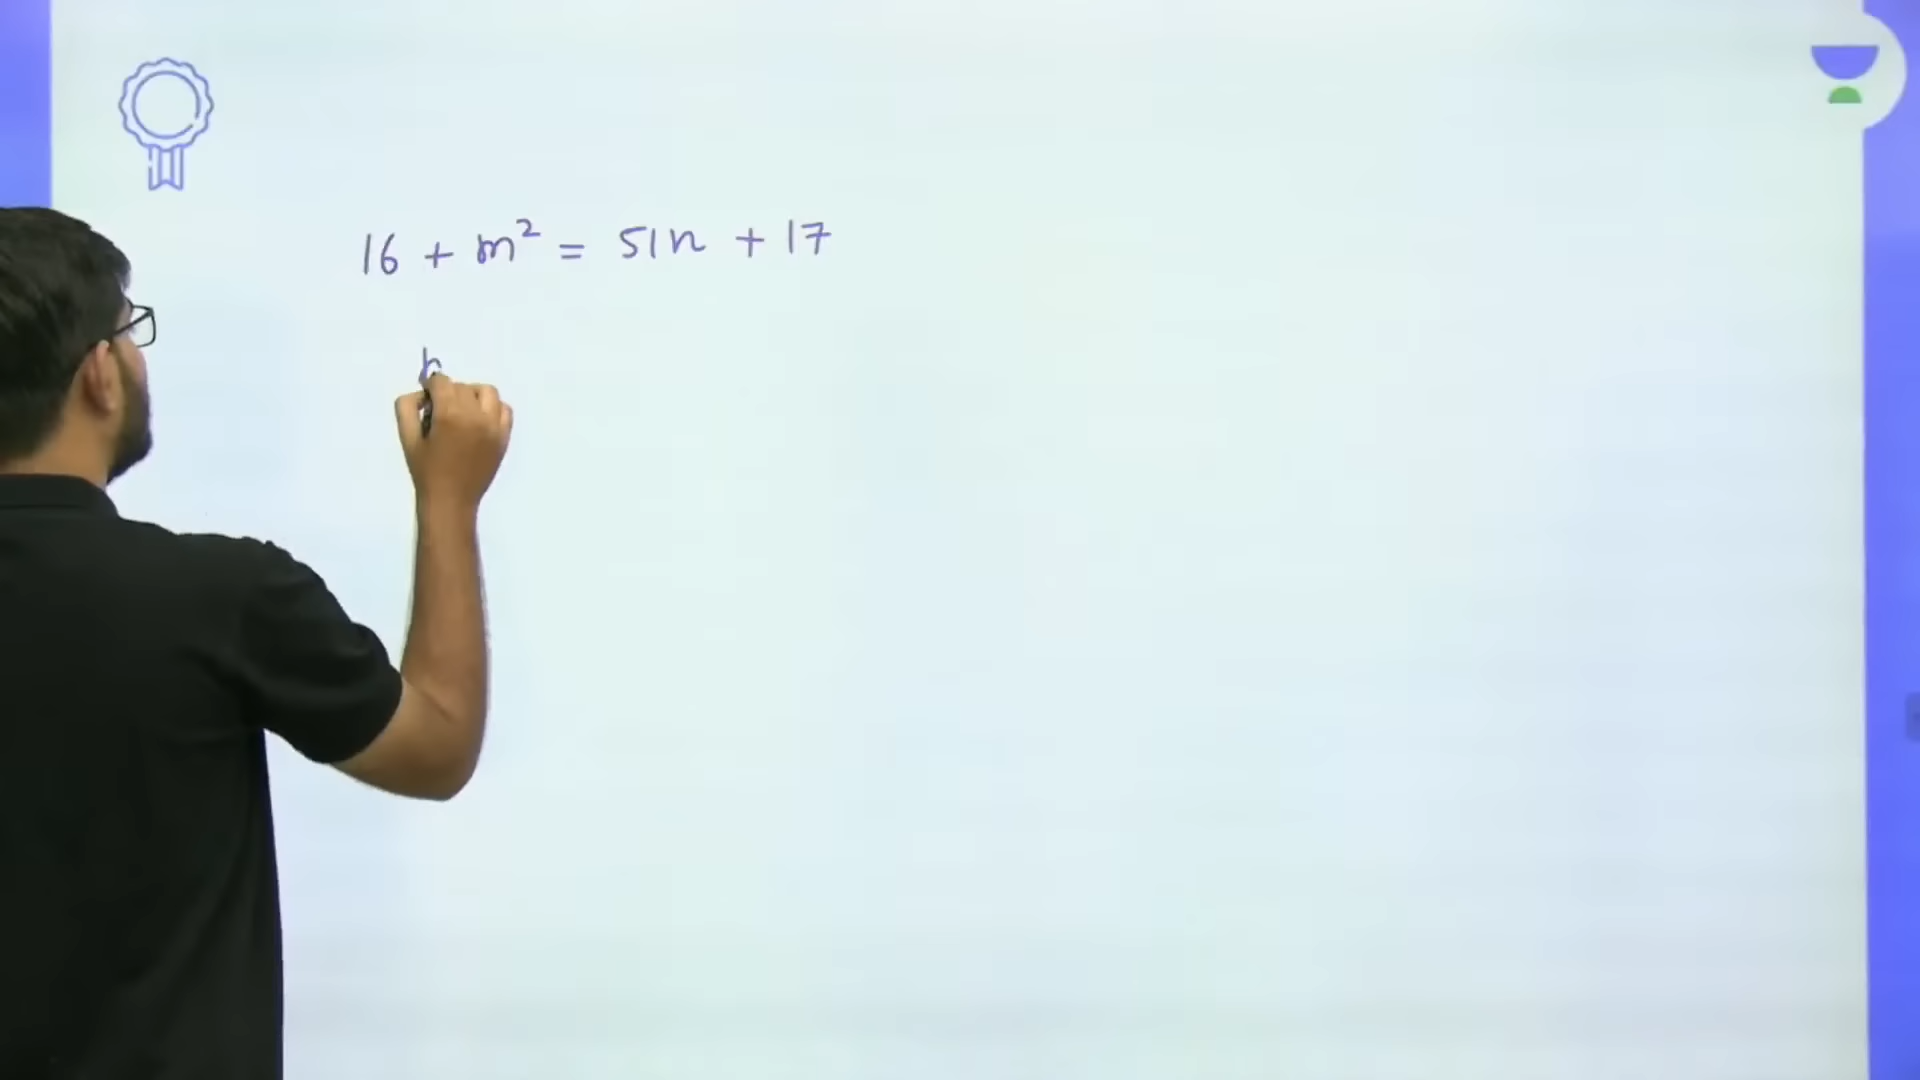 16 + m² = 51n + 17